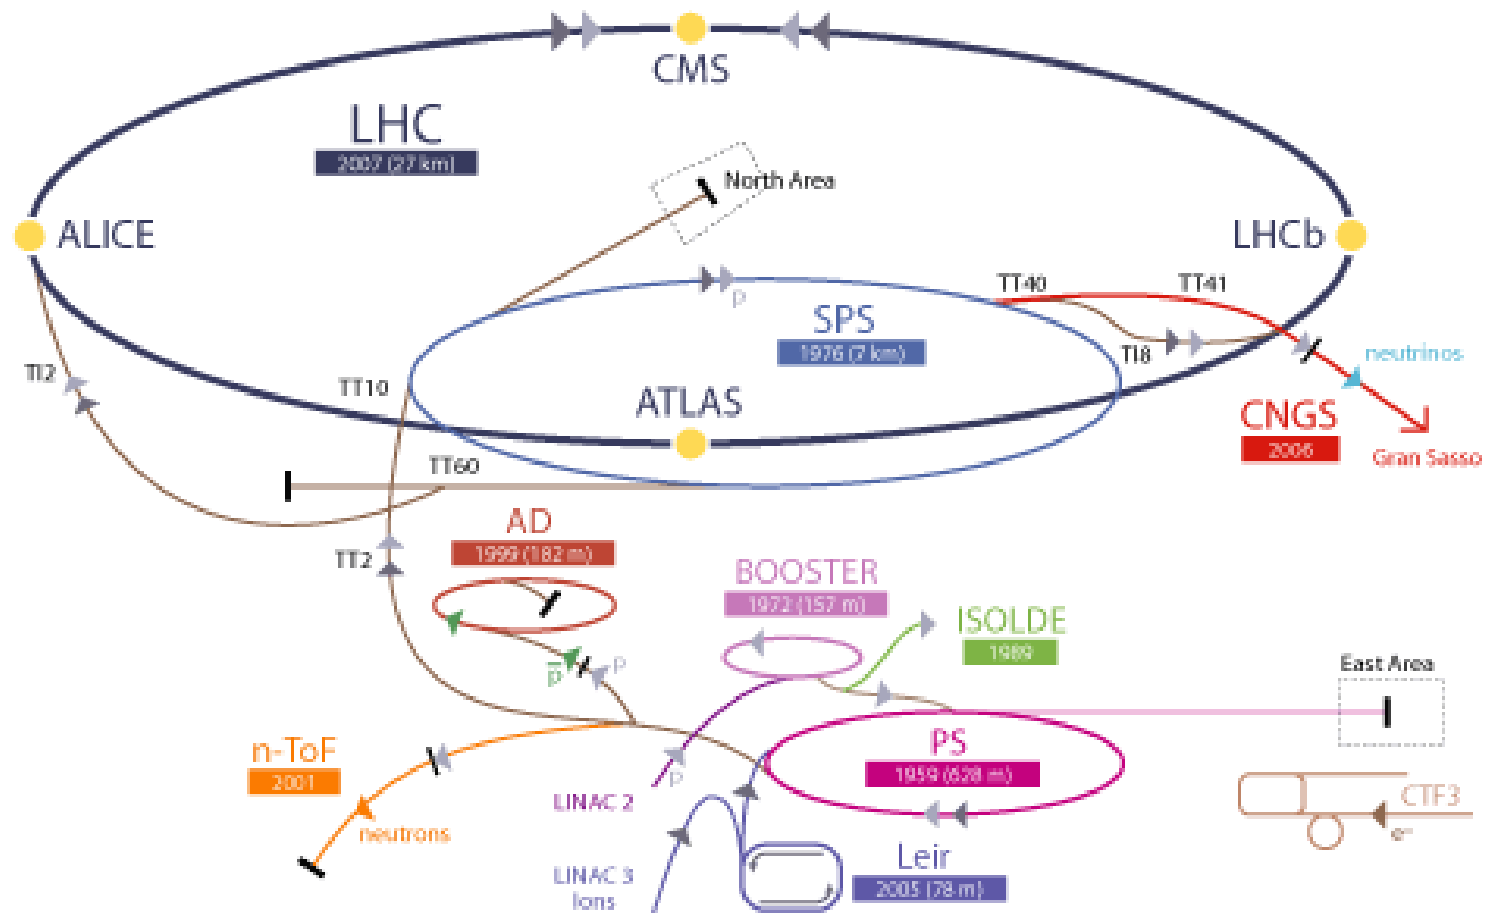 CMS
LHC
2007 (27 km)
North Area
ALICE
LHCb
TT40
TT41
p
SPS
1976 (7 km)
TI8
neutrinos
TI2
TT10
ATLAS
CNGS
2006
Gran Sasso
TT60
AD
1999 (182 m)
TT2
BOOSTER
1972 (157 m)
ISOLDE
1989
p
p̅
East Area
n-ToF
2001
PS
1959 (628 m)
p
LINAC 2
CTF3
neutrons
e⁻
Leir
2005 (78 m)
LINAC 3
Ions